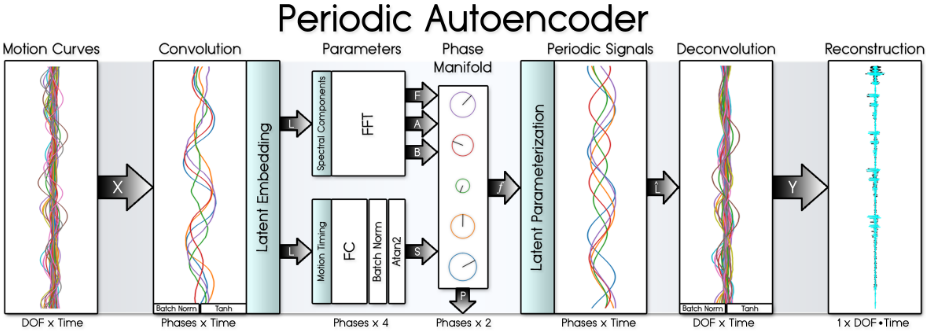 Periodic Autoencoder
Motion Curves
Convolution
Parameters
Phase
Manifold
Periodic Signals
Deconvolution
Reconstruction
X
Latent Embedding
L
Spectral Components
FFT
F
A
B
L
Motion Timing
FC
Batch Norm
Atan2
S
P
f
Latent Parameterization
L̂
Y
Batch Norm
Tanh
Batch Norm
Tanh
DOF x Time
Phases x Time
Phases x 4
Phases x 2
Phases x Time
DOF x Time
1 x DOF•Time